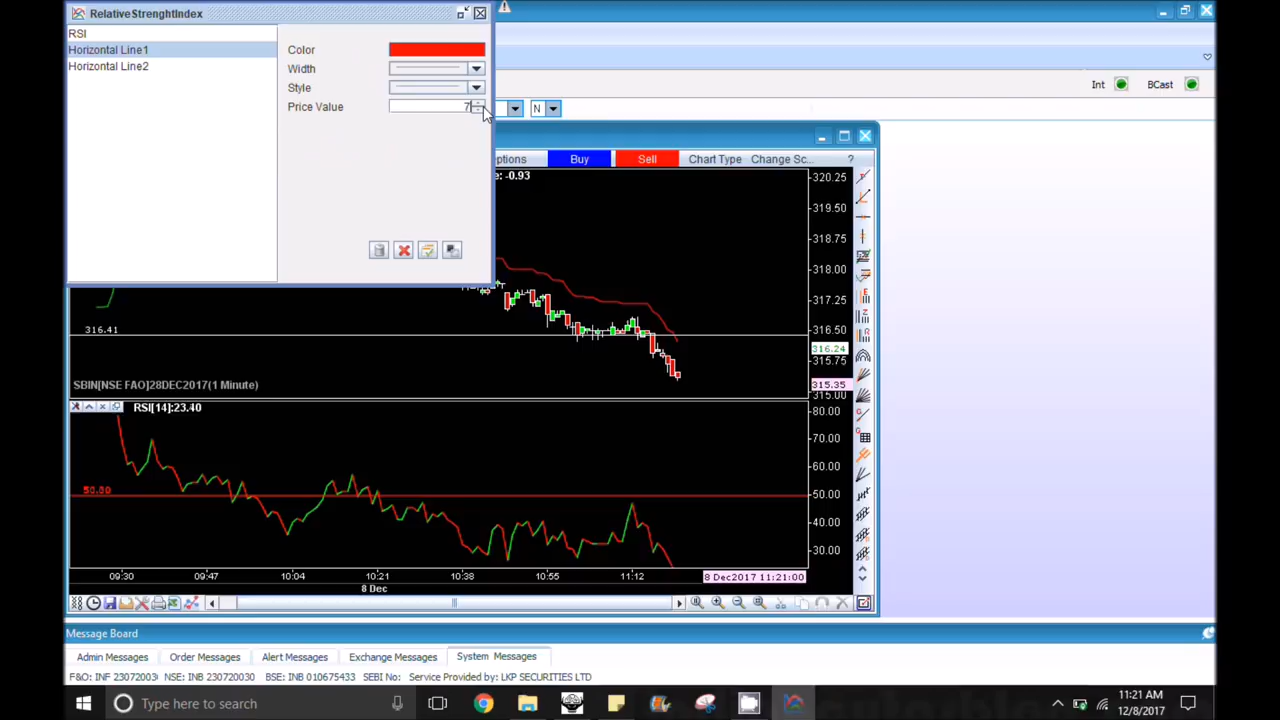 RelativeStrenghtIndex
RSI
Horizontal Line1
Horizontal Line2
Color
Width
Style
Price Value
7
Int
BCast
N
ptions
Buy
Sell
Chart Type
Change Sc...
?
e: -0.93
320.25
319.50
318.75
318.00
317.25
316.50
316.24
315.75
315.35
315.00
316.41
SBIN[NSE FAO]28DEC2017(1 Minute)
RSI[14]:23.40
80.00
70.00
60.00
50.00
40.00
30.00
09:30
09:47
10:04
10:21
10:38
10:55
11:12
8 Dec2017 11:21:00
8 Dec
Message Board
Admin Messages
Order Messages
Alert Messages
Exchange Messages
System Messages
F&O: INF 23072003
NSE: INB 230720030
BSE: INB 010675433
SEBI No:
Service Provided by: LKP SECURITIES LTD
Type here to search
11:21 AM
12/8/2017